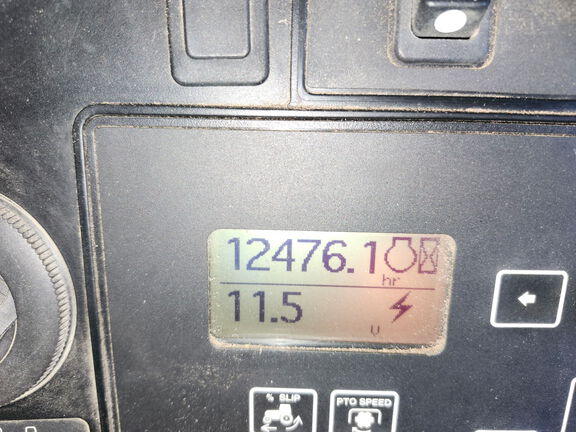 12476.1
hr
11.5
V
% SLIP
PTO SPEED